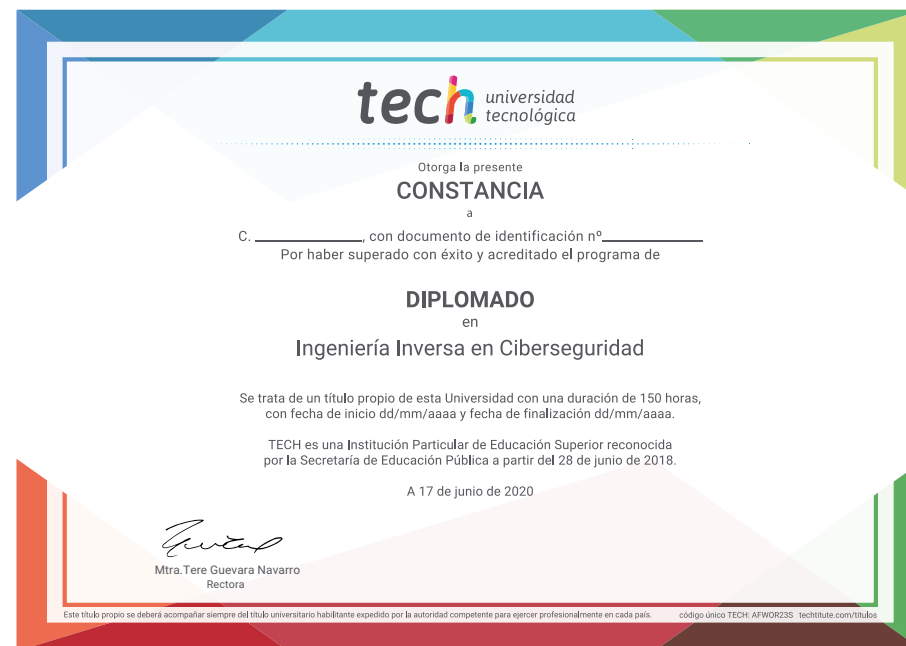 tech universidad
tecnológica
Otorga la presente
CONSTANCIA
a
C. ______________, con documento de identificación nº______________
Por haber superado con éxito y acreditado el programa de
DIPLOMADO
en
Ingeniería Inversa en Ciberseguridad
Se trata de un título propio de esta Universidad con una duración de 150 horas,
con fecha de inicio dd/mm/aaaa y fecha de finalización dd/mm/aaaa.
TECH es una Institución Particular de Educación Superior reconocida
por la Secretaría de Educación Pública a partir del 28 de junio de 2018.
A 17 de junio de 2020
Mtra.Tere Guevara Navarro
Rectora
Este título propio se deberá acompañar siempre del título universitario habilitante expedido por la autoridad competente para ejercer profesionalmente en cada país. código único TECH: AFWOR23S techtitute.com/títulos